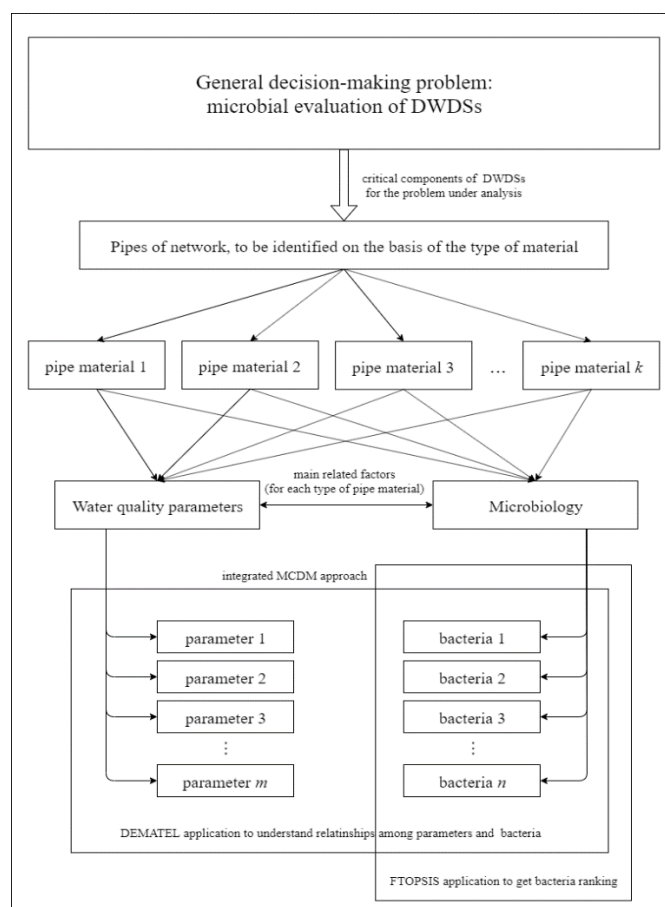 General decision-making problem:
microbial evaluation of DWDSs
critical components of DWDSs
for the problem under analysis
Pipes of network, to be identified on the basis of the type of material
pipe material 1
pipe material 2
pipe material 3
...
pipe material k
main related factors
(for each type of pipe material)
Water quality parameters
Microbiology
integrated MCDM approach
parameter 1
bacteria 1
parameter 2
bacteria 2
parameter 3
bacteria 3
⋮
⋮
parameter m
bacteria n
DEMATEL application to understand relatinships among parameters and bacteria
FTOPSIS application to get bacteria ranking